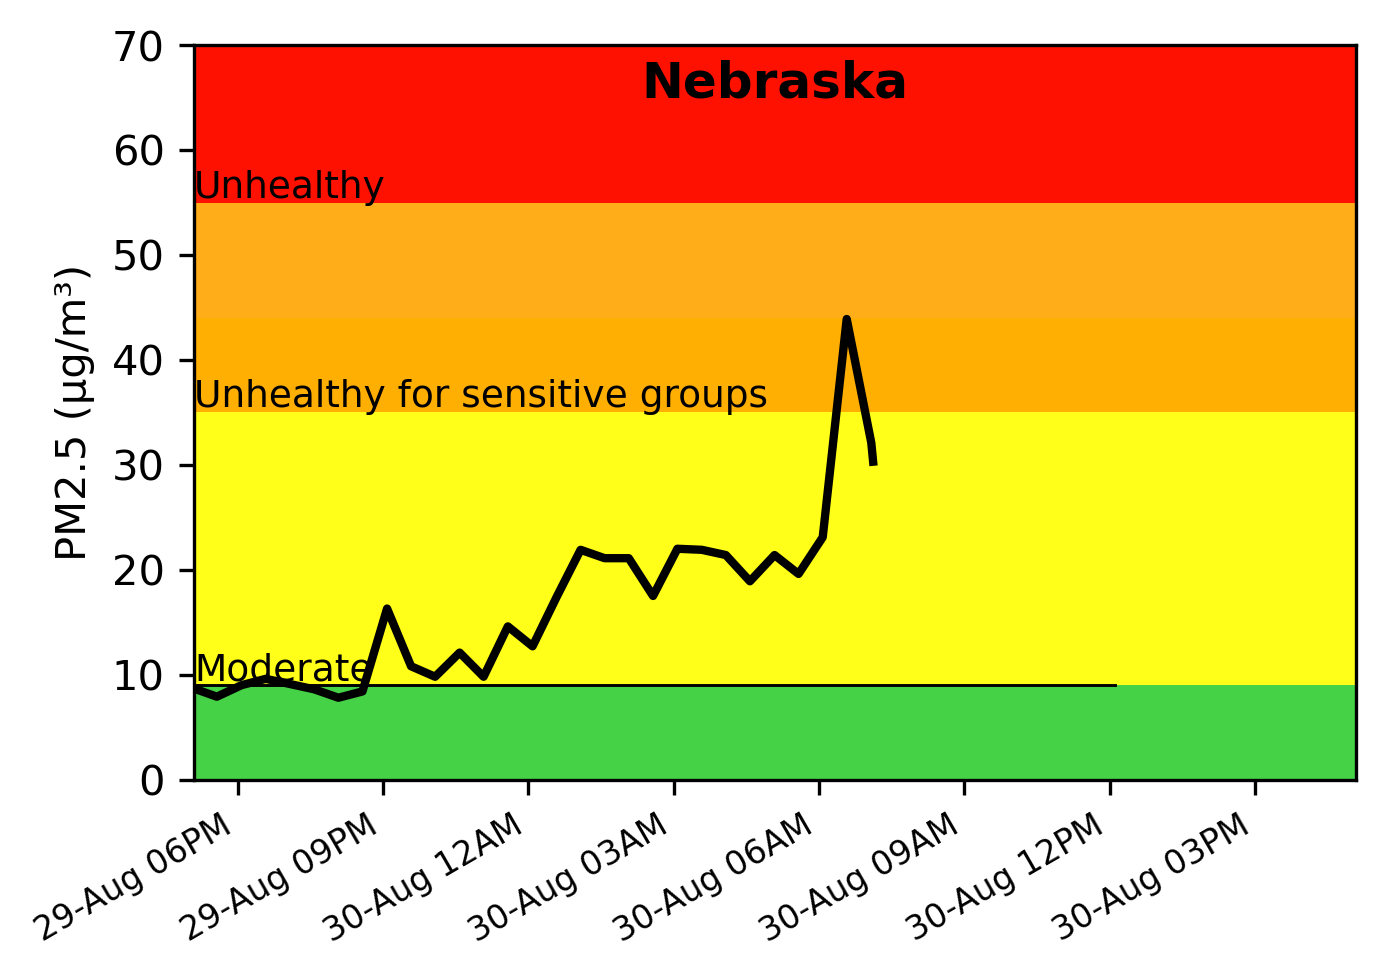 Nebraska
70
60
Unhealthy
50
40
Unhealthy for sensitive groups
30
20
10
Moderate
0
PM2.5 (µg/m³)
29-Aug 06PM
29-Aug 09PM
30-Aug 12AM
30-Aug 03AM
30-Aug 06AM
30-Aug 09AM
30-Aug 12PM
30-Aug 03PM